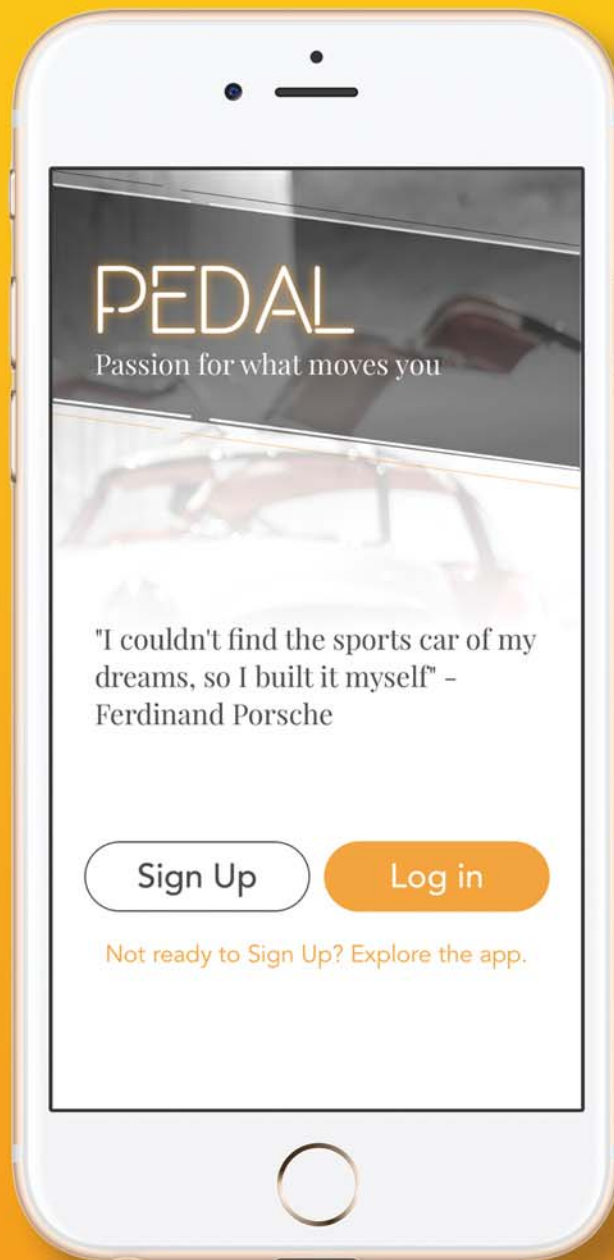 PEDAL
Passion for what moves you
"I couldn't find the sports car of my
dreams, so I built it myself" -
Ferdinand Porsche
Sign Up
Log in
Not ready to Sign Up? Explore the app.